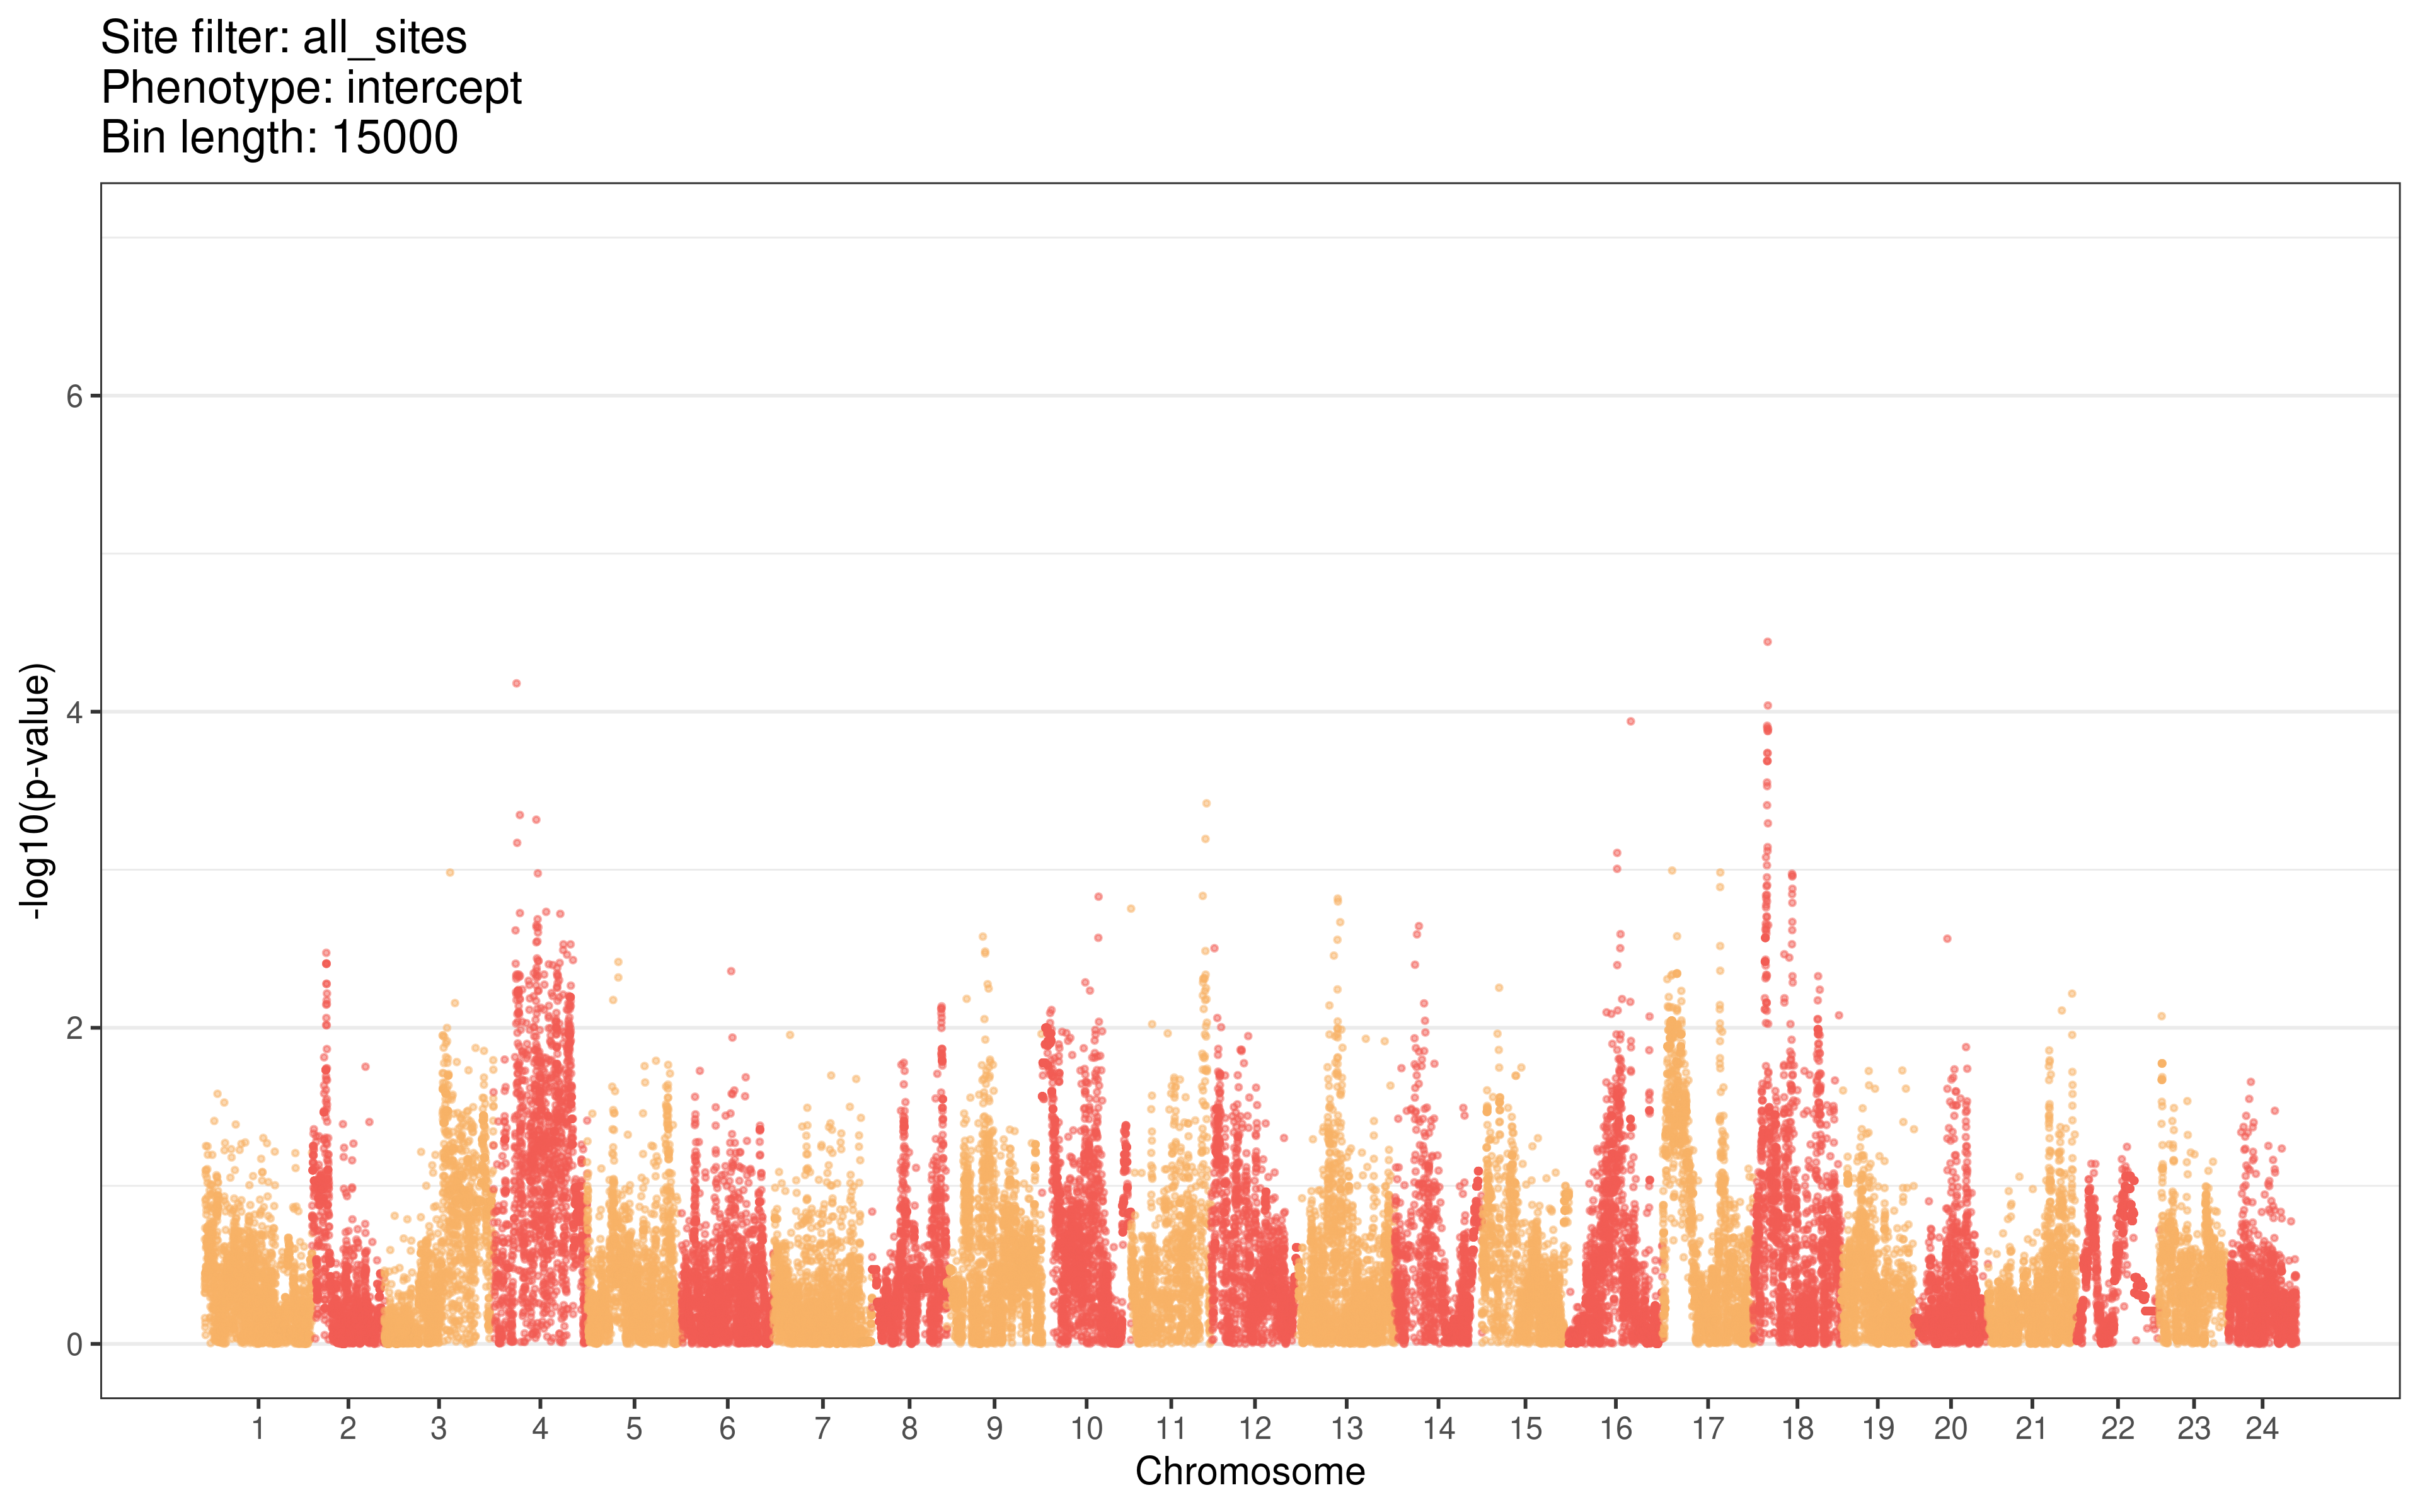 Site filter: all_sites
Phenotype: intercept
Bin length: 15000
-log10(p-value)
6
4
2
0
1 2 3 4 5 6 7 8 9 10 11 12 13 14 15 16 17 18 19 20 21 22 23 24
Chromosome